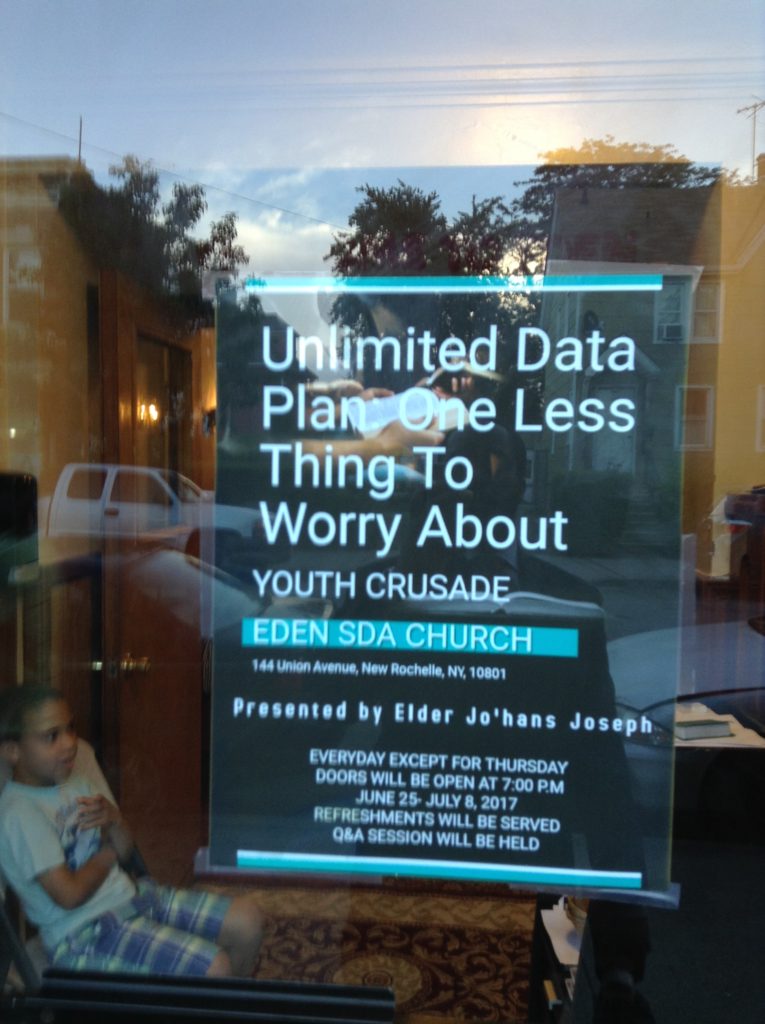 Unlimited Data
Plan: One Less
Thing To
Worry About
YOUTH CRUSADE
EDEN SDA CHURCH
144 Union Avenue, New Rochelle, NY, 10801
Presented by Elder Jo'hans Joseph
EVERYDAY EXCEPT FOR THURSDAY
DOORS WILL BE OPEN AT 7:00 P.M
JUNE 25- JULY 8, 2017
REFRESHMENTS WILL BE SERVED
Q&A SESSION WILL BE HELD